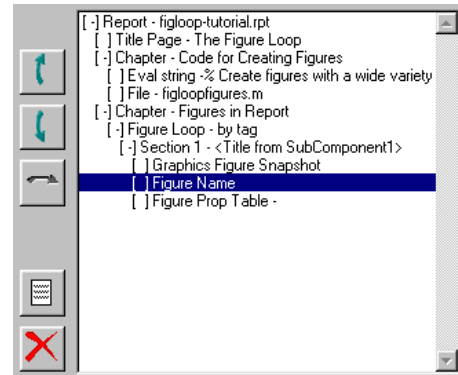 [-] Report - figloop-tutorial.rpt
[ ] Title Page - The Figure Loop
[-] Chapter - Code for Creating Figures
[ ] Eval string -% Create figures with a wide variety
[ ] File - figloopfigures.m
[-] Chapter - Figures in Report
[-] Figure Loop - by tag
[-] Section 1 - <Title from SubComponent1>
[ ] Graphics Figure Snapshot
[ ] Figure Name
[ ] Figure Prop Table -